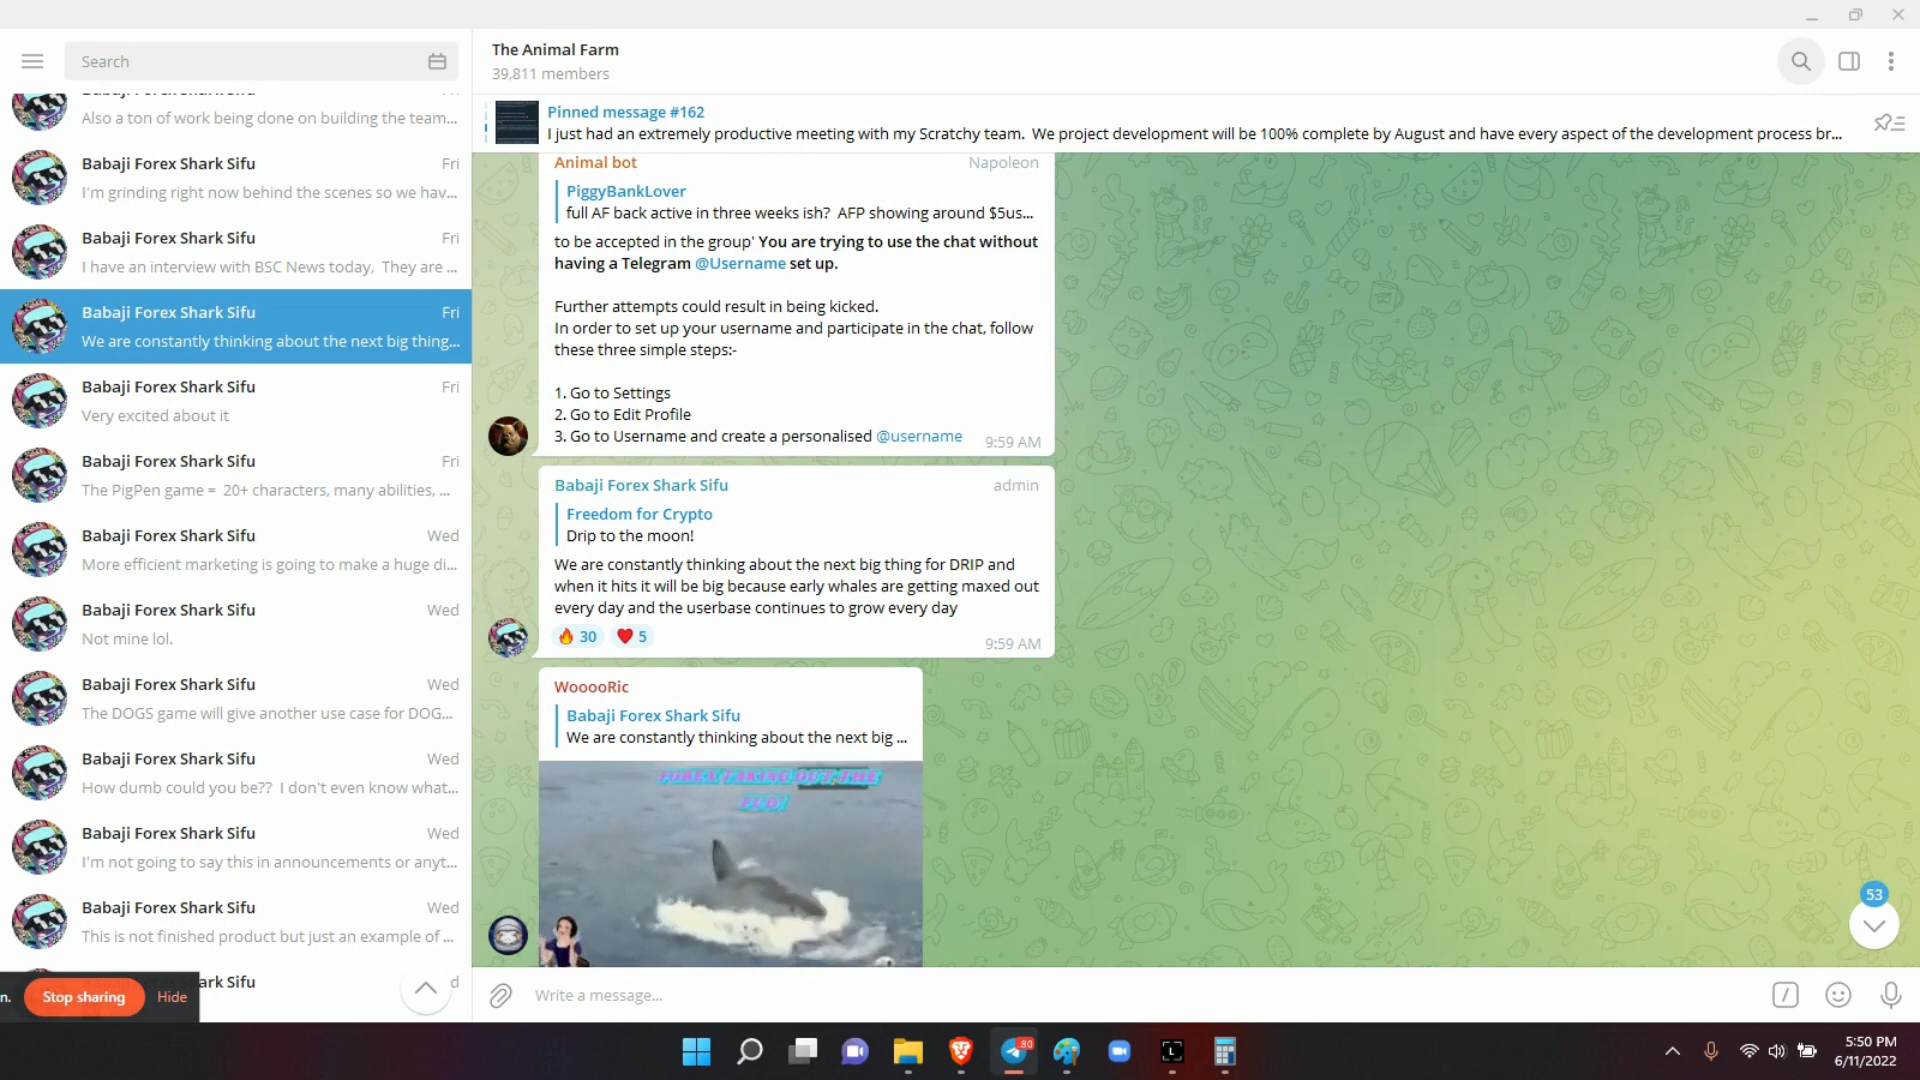 Search
The Animal Farm
39,811 members
Pinned message #162
I just had an extremely productive meeting with my Scratchy team.  We project development will be 100% complete by August and have every aspect of the development process br...
Fri
Also a ton of work being done on building the team...
Babaji Forex Shark Sifu Fri
I'm grinding right now behind the scenes so we hav...
Babaji Forex Shark Sifu Fri
I have an interview with BSC News today,  They are ...
Babaji Forex Shark Sifu Fri
We are constantly thinking about the next big thing...
Babaji Forex Shark Sifu Fri
Very excited about it
Babaji Forex Shark Sifu Fri
The PigPen game =  20+ characters, many abilities, ...
Babaji Forex Shark Sifu Wed
More efficient marketing is going to make a huge di...
Babaji Forex Shark Sifu Wed
Not mine lol.
Babaji Forex Shark Sifu Wed
The DOGS game will give another use case for DOG...
Babaji Forex Shark Sifu Wed
How dumb could you be??  I don't even know what...
Babaji Forex Shark Sifu Wed
I'm not going to say this in announcements or anyt...
Babaji Forex Shark Sifu Wed
This is not finished product but just an example of ...
ark Sifu d
n. Stop sharing Hide
Animal bot Napoleon
PiggyBankLover
full AF back active in three weeks ish?  AFP showing around $5us...
to be accepted in the group' You are trying to use the chat without
having a Telegram @Username set up.
Further attempts could result in being kicked.
In order to set up your username and participate in the chat, follow
these three simple steps:-
1. Go to Settings
2. Go to Edit Profile
3. Go to Username and create a personalised @username 9:59 AM
Babaji Forex Shark Sifu admin
Freedom for Crypto
Drip to the moon!
We are constantly thinking about the next big thing for DRIP and
when it hits it will be big because early whales are getting maxed out
every day and the userbase continues to grow every day
30 5 9:59 AM
WooooRic
Babaji Forex Shark Sifu
We are constantly thinking about the next big ...
FOREX TAKING OUT THE
FUD!
53
Write a message...
80
L
5:50 PM
6/11/2022